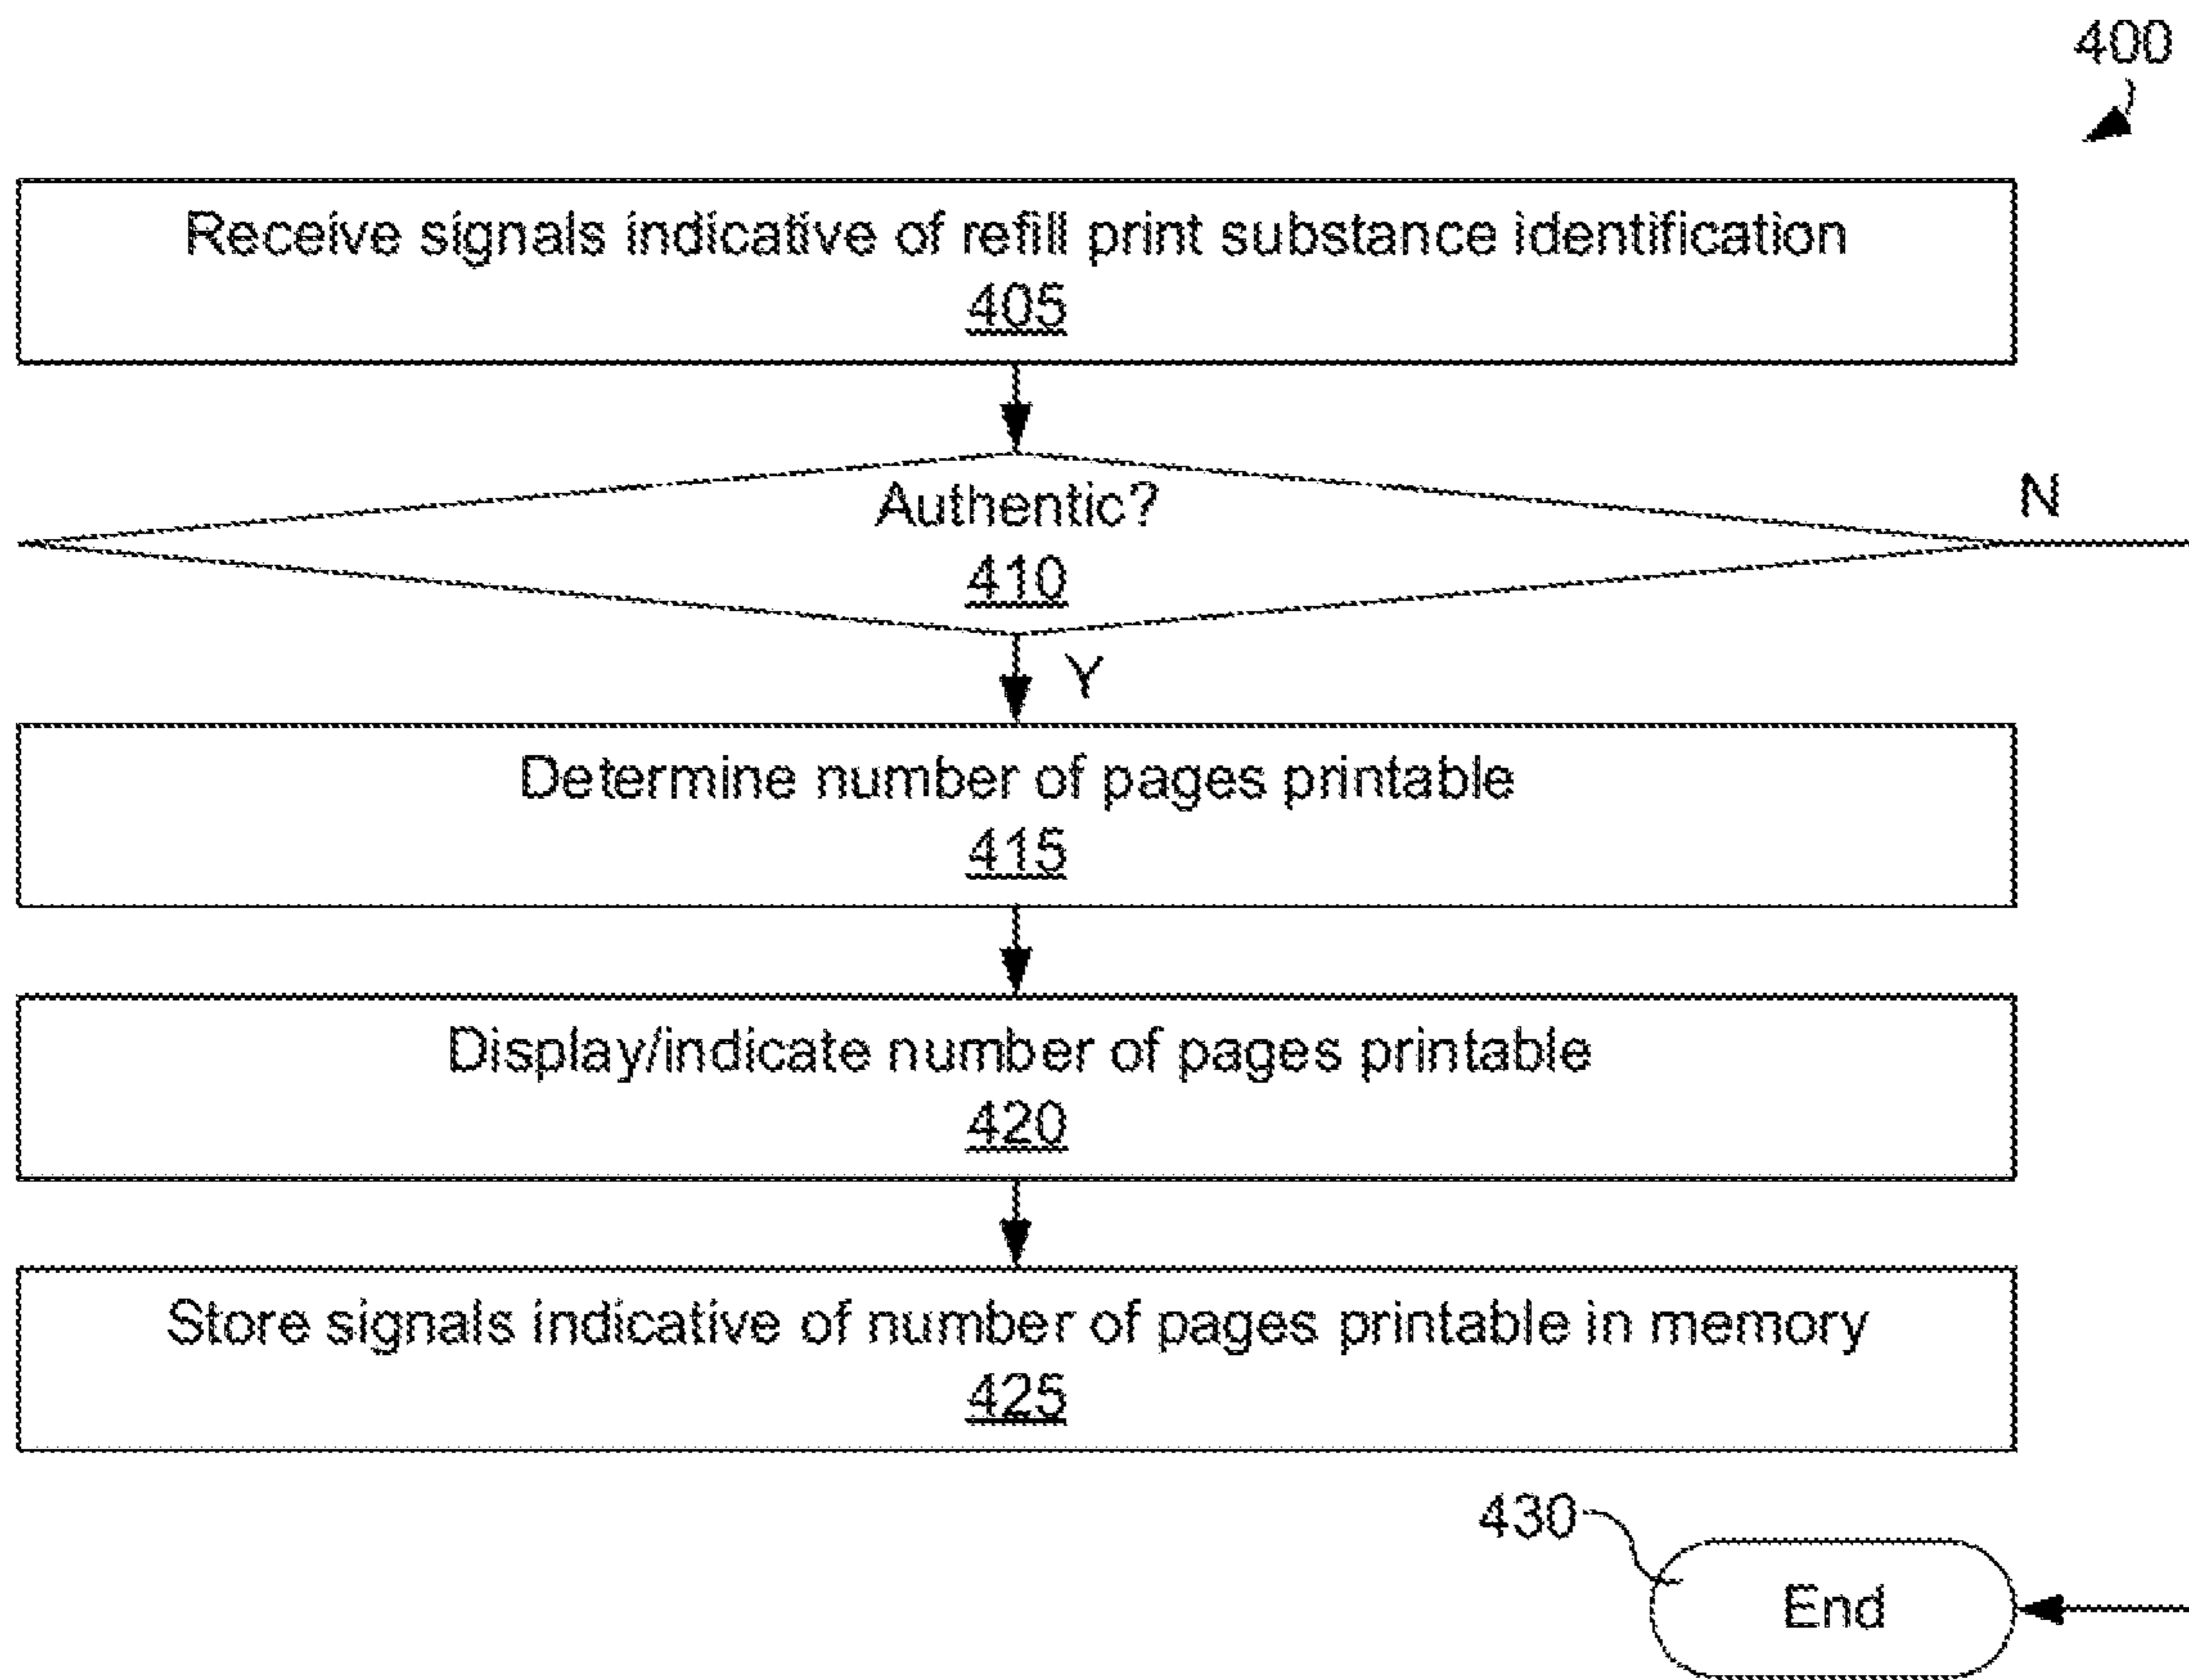 400
Receive signals indicative of refill print substance identification
405
Authentic?
410
N
Y
Determine number of pages printable
415
Display/indicate number of pages printable
420
Store signals indicative of number of pages printable in memory
425
430
End